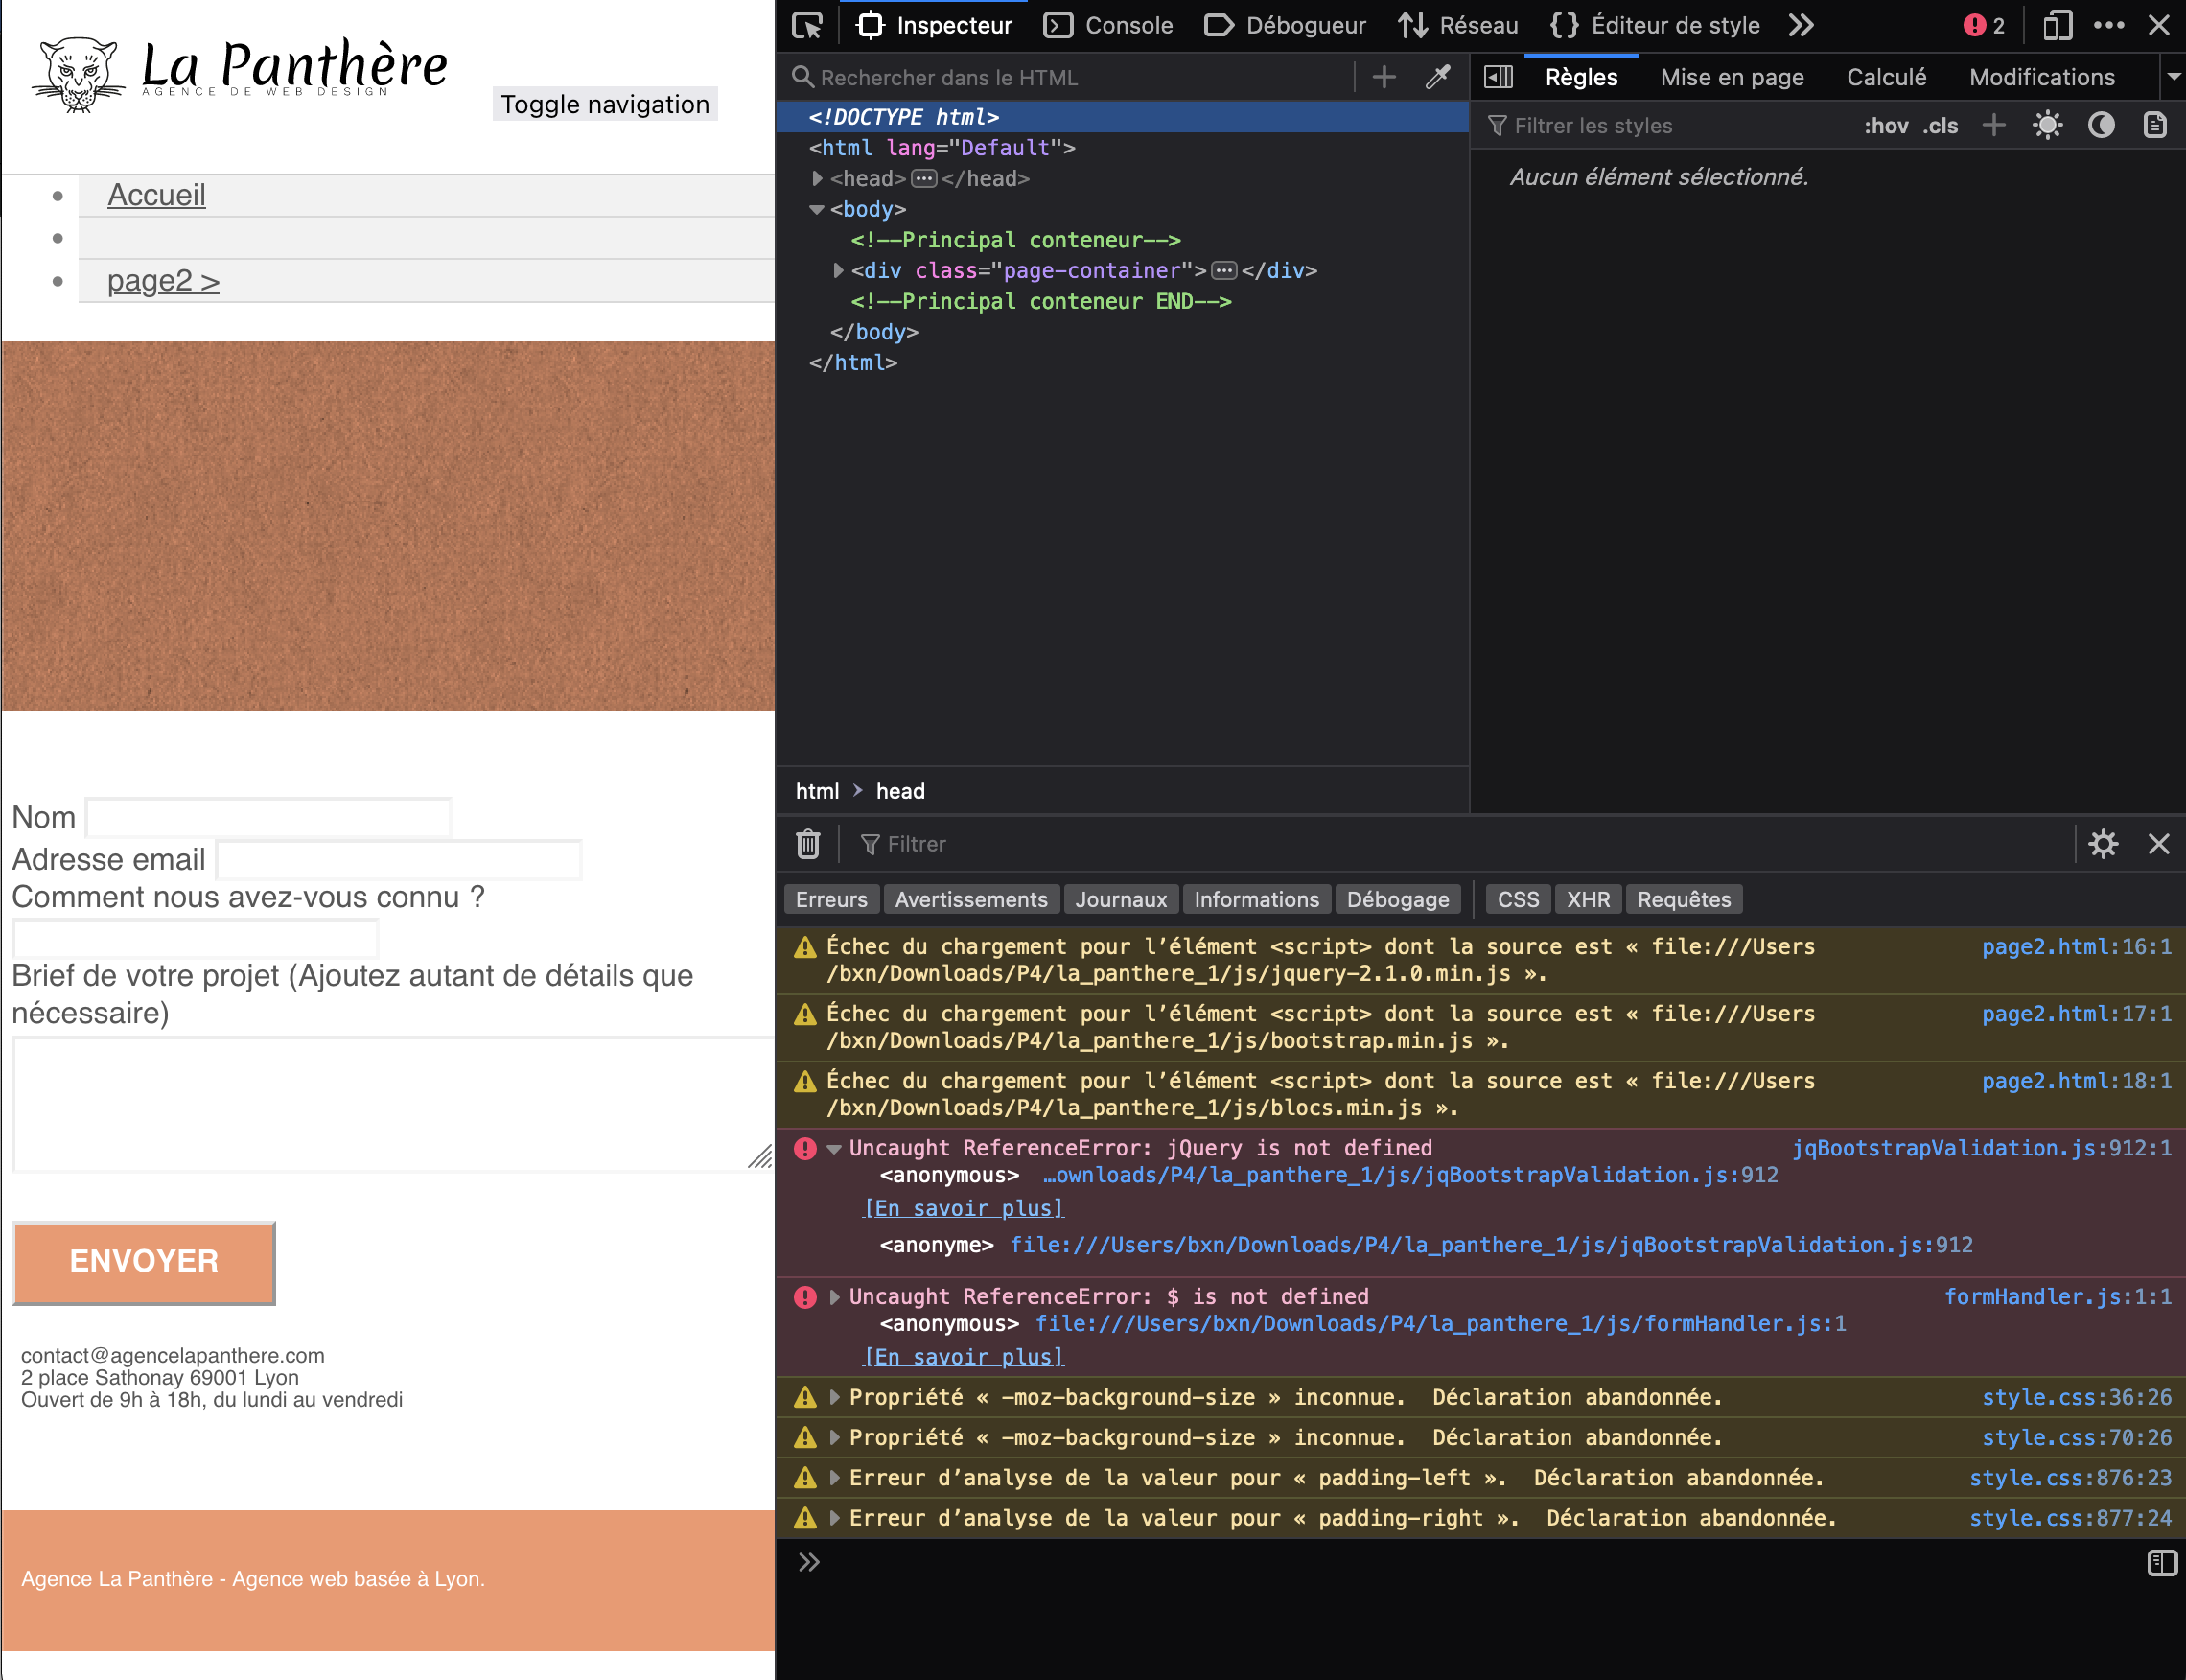 La Panthère
AGENCE DE WEB DESIGN
Toggle navigation
Accueil
page2 >
Nom
Adresse email
Comment nous avez-vous connu ?
Brief de votre projet (Ajoutez autant de détails que
nécessaire)
ENVOYER
contact@agencelapanthere.com
2 place Sathonay 69001 Lyon
Ouvert de 9h à 18h, du lundi au vendredi
Agence La Panthère - Agence web basée à Lyon.
Inspecteur Console Débogueur Réseau {} Éditeur de style 2
Rechercher dans le HTML
<!DOCTYPE html>
<html lang="Default">
<head>⋯</head>
<body>
<!--Principal conteneur-->
<div class="page-container">⋯</div>
<!--Principal conteneur END-->
</body>
</html>
html > head
Règles Mise en page Calculé Modifications
Filtrer les styles :hov .cls
Aucun élément sélectionné.
Filtrer
Erreurs Avertissements Journaux Informations Débogage CSS XHR Requêtes
Échec du chargement pour l’élément <script> dont la source est « file:///Users page2.html:16:1
/bxn/Downloads/P4/la_panthere_1/js/jquery-2.1.0.min.js ».
Échec du chargement pour l’élément <script> dont la source est « file:///Users page2.html:17:1
/bxn/Downloads/P4/la_panthere_1/js/bootstrap.min.js ».
Échec du chargement pour l’élément <script> dont la source est « file:///Users page2.html:18:1
/bxn/Downloads/P4/la_panthere_1/js/blocs.min.js ».
Uncaught ReferenceError: jQuery is not defined jqBootstrapValidation.js:912:1
<anonymous> …ownloads/P4/la_panthere_1/js/jqBootstrapValidation.js:912
[En savoir plus]
<anonyme> file:///Users/bxn/Downloads/P4/la_panthere_1/js/jqBootstrapValidation.js:912
Uncaught ReferenceError: $ is not defined formHandler.js:1:1
<anonymous> file:///Users/bxn/Downloads/P4/la_panthere_1/js/formHandler.js:1
[En savoir plus]
Propriété « -moz-background-size » inconnue. Déclaration abandonnée. style.css:36:26
Propriété « -moz-background-size » inconnue. Déclaration abandonnée. style.css:70:26
Erreur d’analyse de la valeur pour « padding-left ». Déclaration abandonnée. style.css:876:23
Erreur d’analyse de la valeur pour « padding-right ». Déclaration abandonnée. style.css:877:24